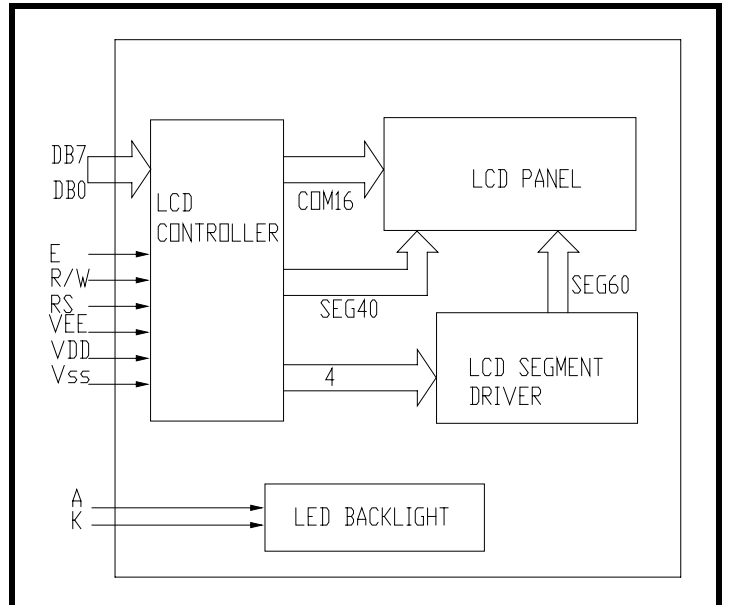 DB7
DB0
LCD
CONTROLLER
COM16
LCD PANEL
E
R/W
RS
VEE
VDD
Vss
SEG40
SEG60
4
LCD SEGMENT
DRIVER
A
K
LED BACKLIGHT